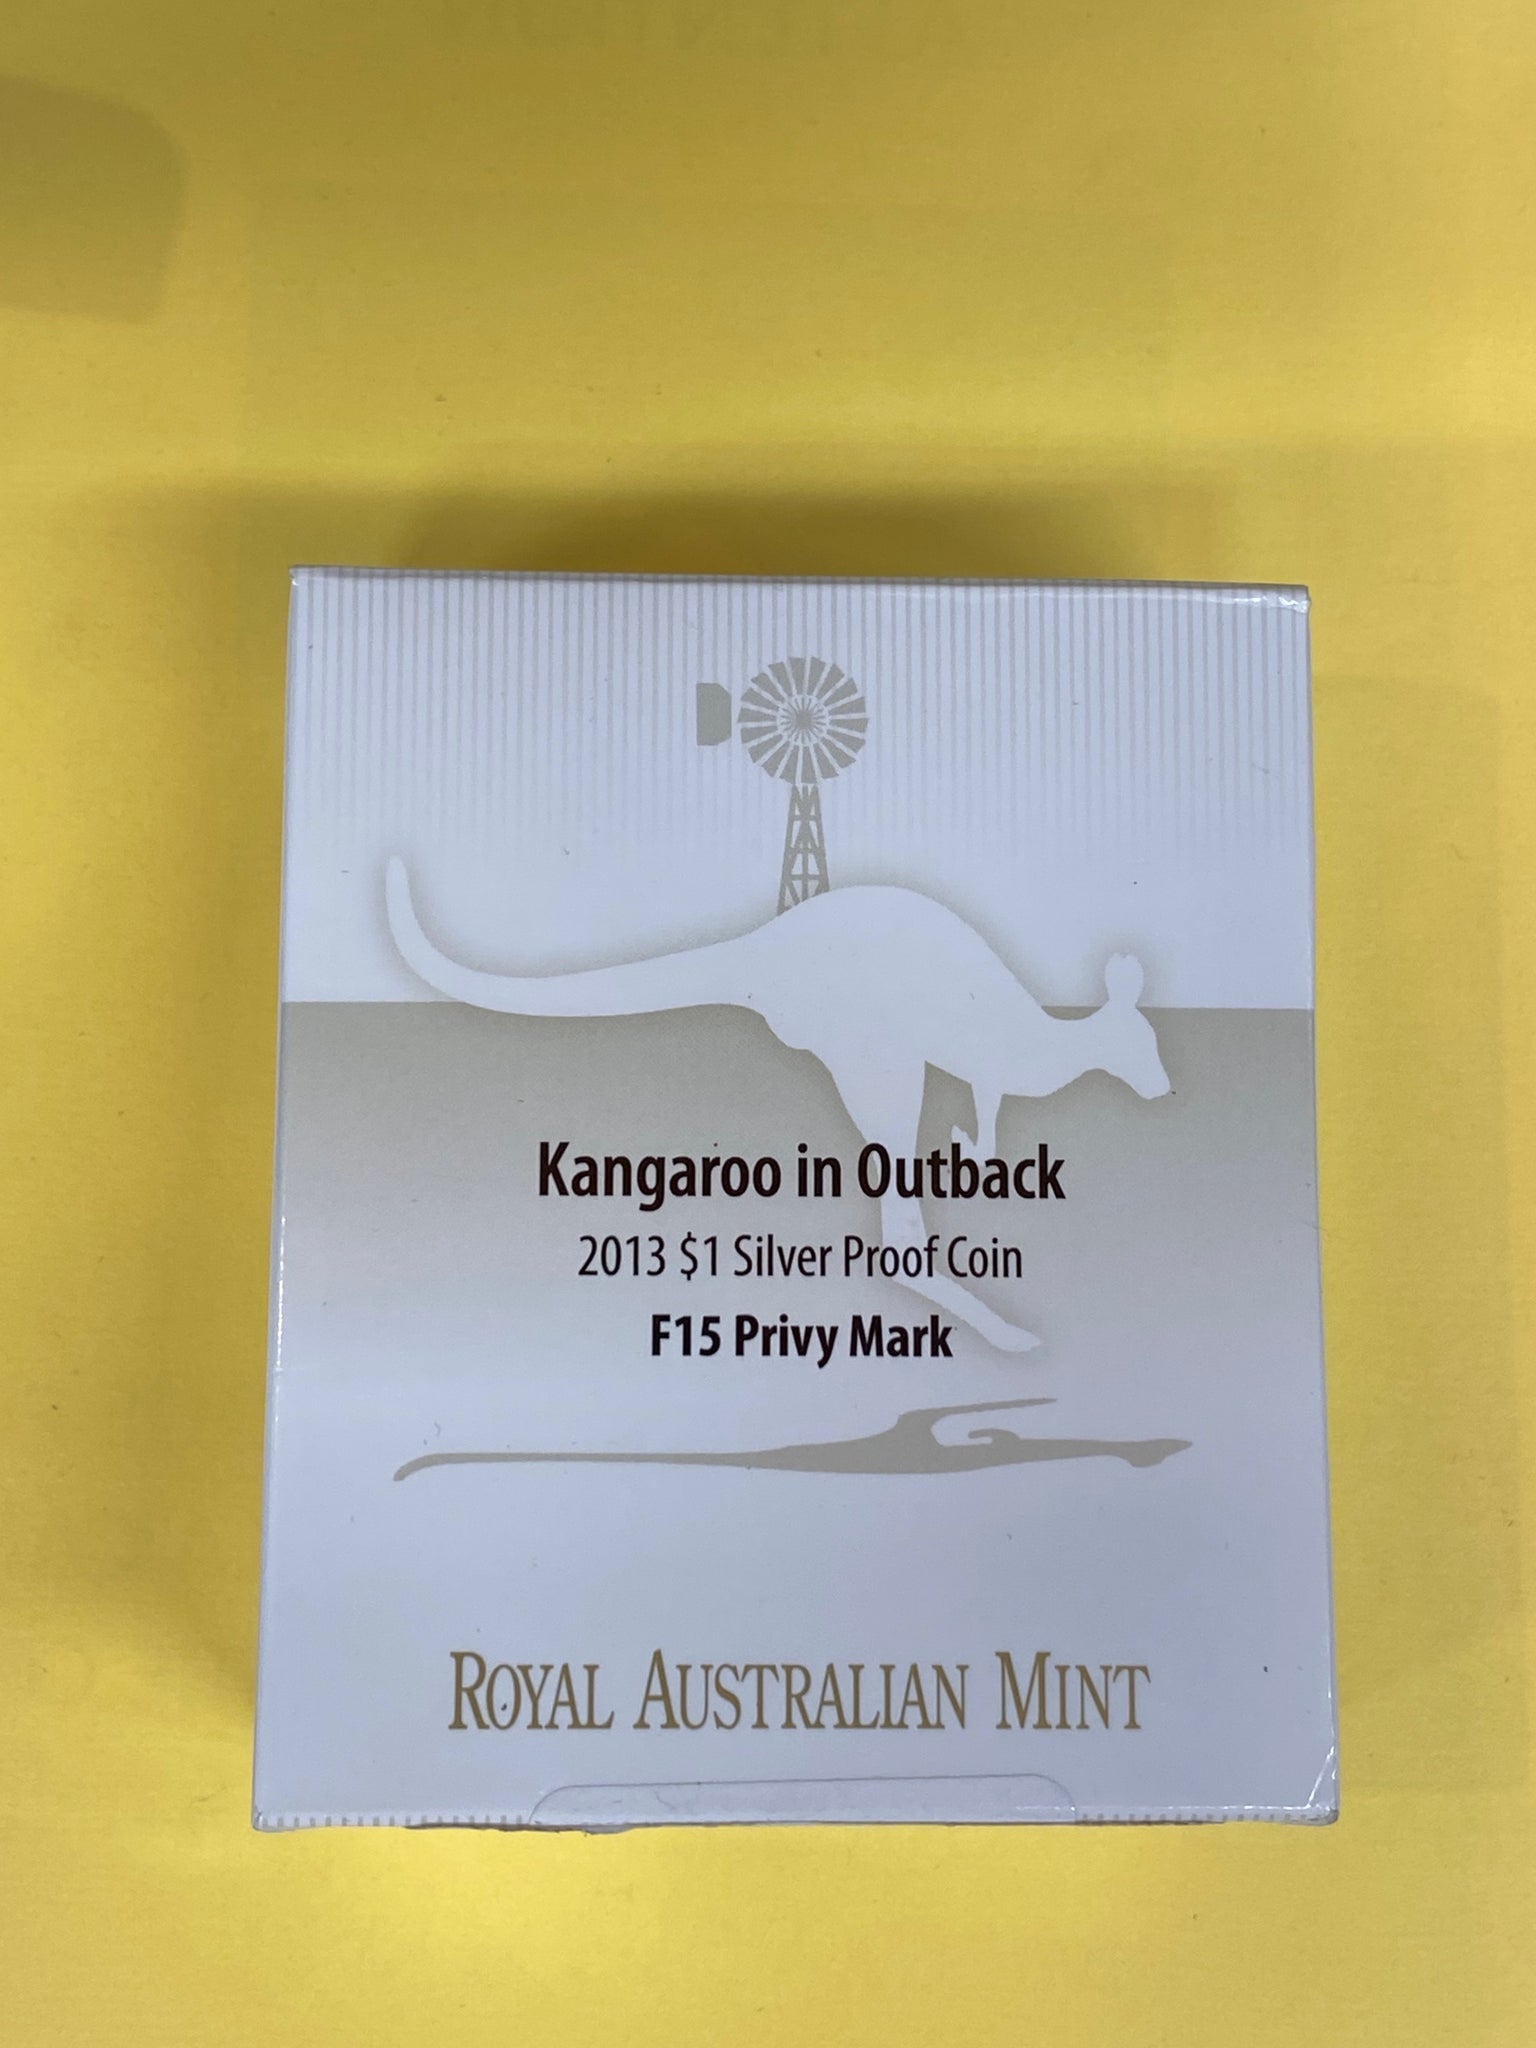 Kangaroo in Outback
2013 $1 Silver Proof Coin
F15 Privy Mark
ROYAL AUSTRALIAN MINT